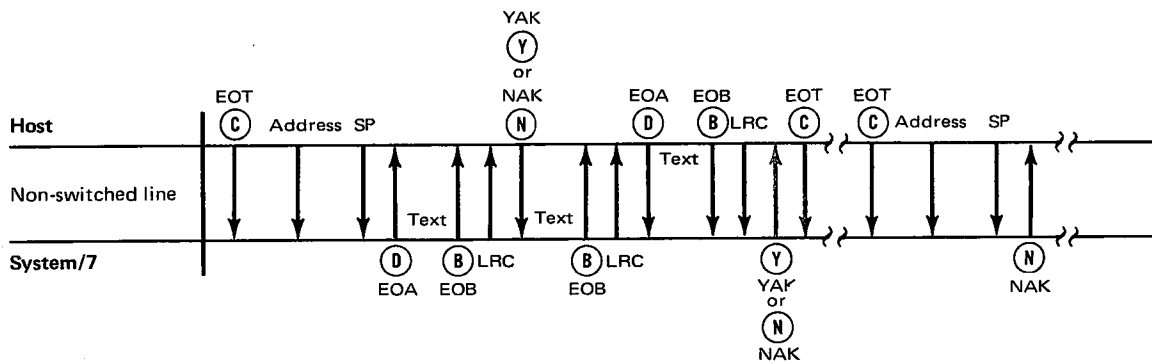 YAK
Y
or
EOT NAK EOA EOB EOT EOT
Host C Address SP N D B LRC C C Address SP
Text
Non-switched line
Text Text
System/7 D B LRC B LRC Y N
EOA EOB EOB YAK NAK
or
N
NAK